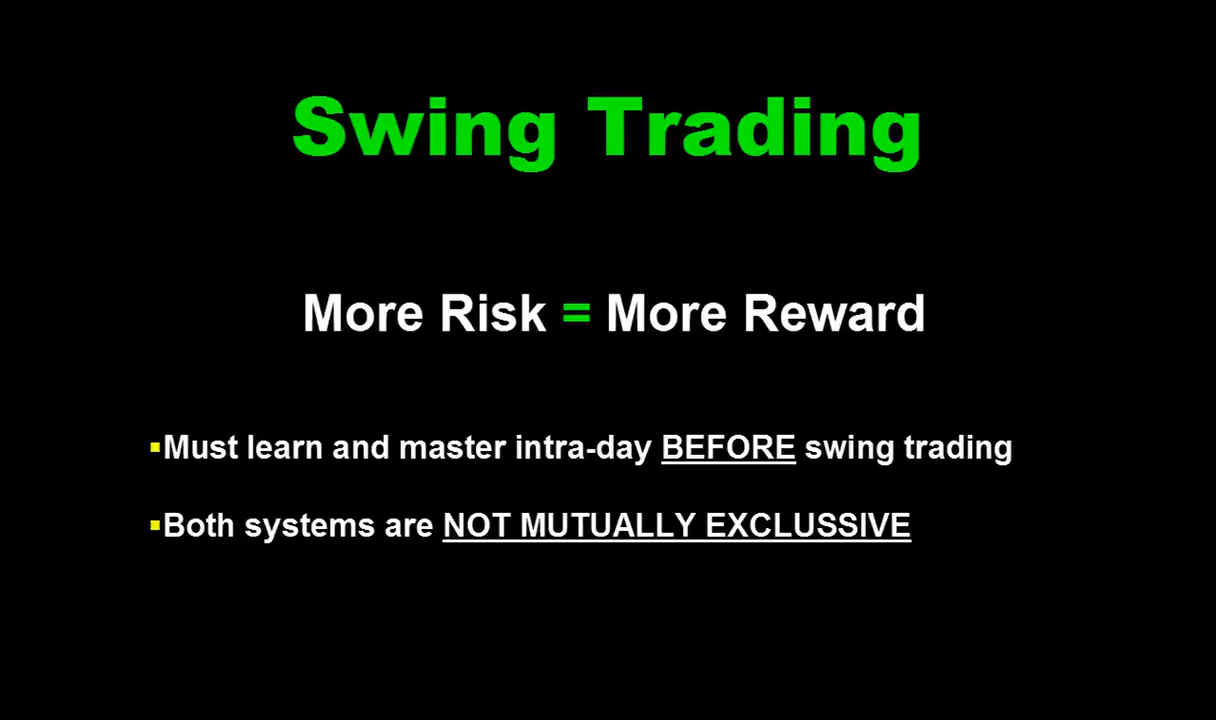 Swing Trading
More Risk = More Reward
▪Must learn and master intra-day BEFORE swing trading
▪Both systems are NOT MUTUALLY EXCLUSSIVE